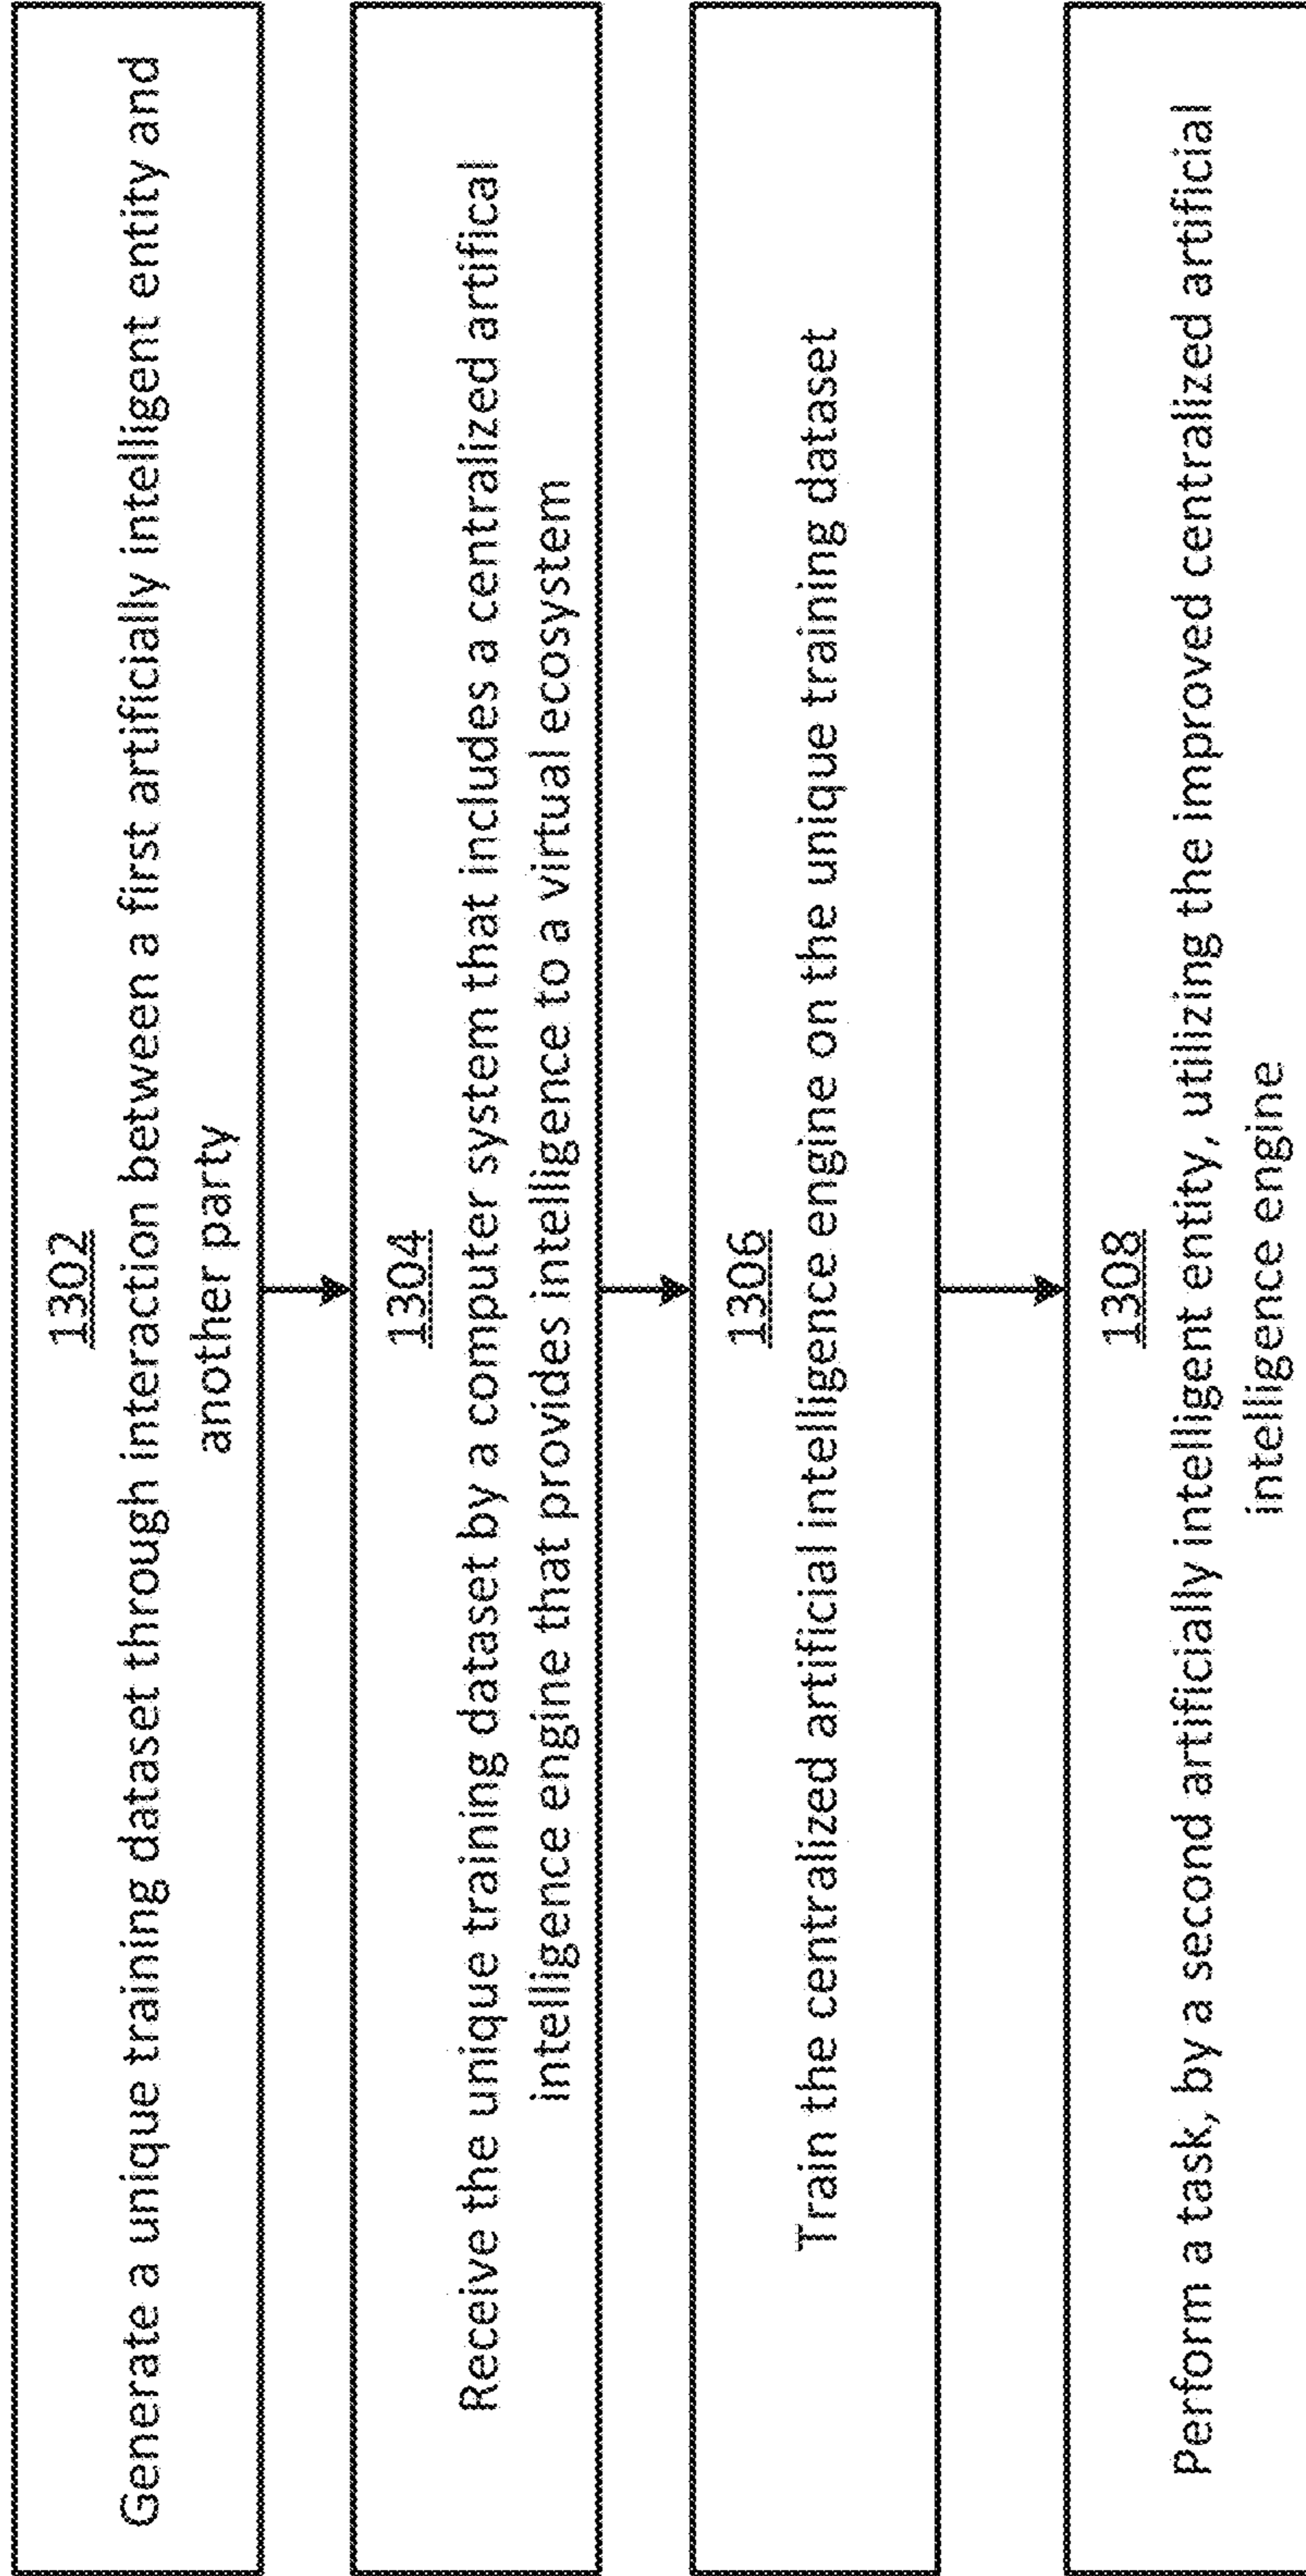 1302
Generate a unique training dataset through interaction between a first artificially intelligent entity and
another party
1304
Receive the unique training dataset by a computer system that includes a centralized artifical
intelligence engine that provides intelligence to a virtual ecosystem
1306
Train the centralized artificial intelligence engine on the unique training dataset
1308
Perform a task, by a second artificially intelligent entity, utilizing the improved centralized artificial
intelligence engine